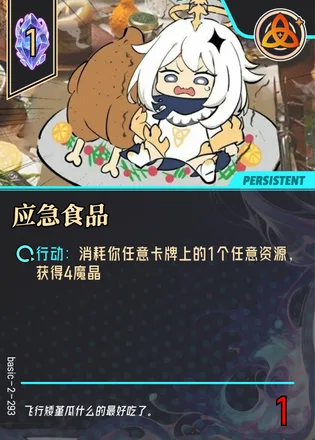 1
PERSISTENT
应急食品
行动：消耗你任意卡牌上的1个任意资源，
获得4魔晶
basic-2-293
飞行矮堇瓜什么的最好吃了。
1